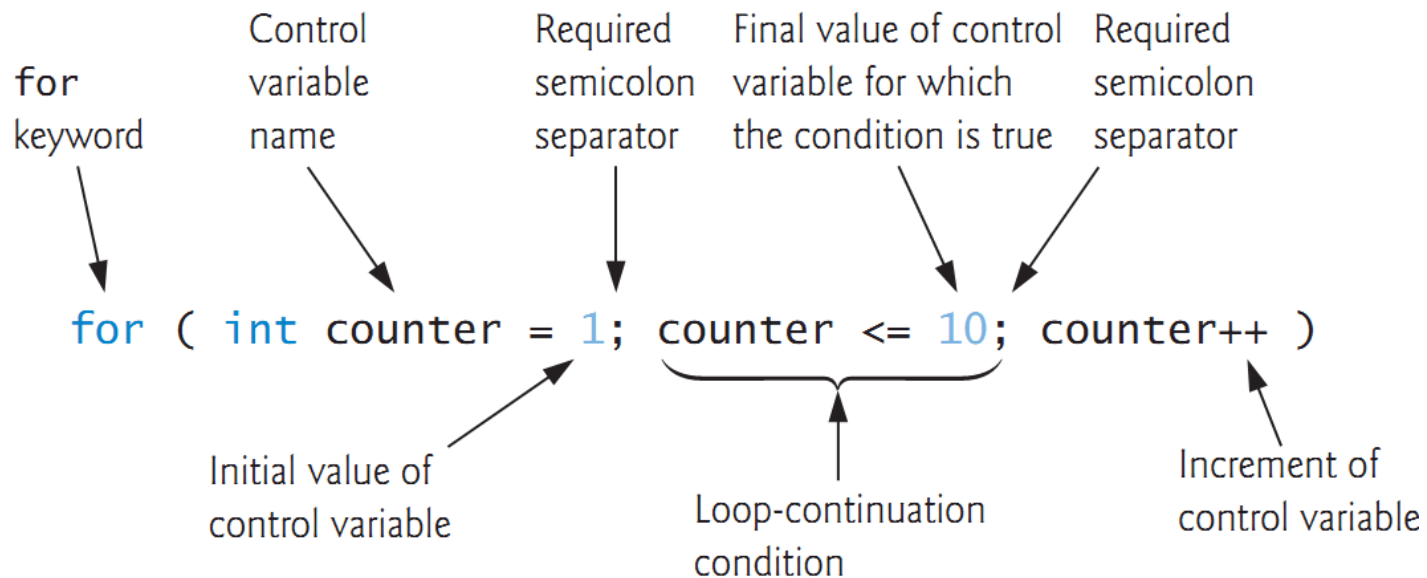 for
keyword
Control
variable
name
Required
semicolon
separator
Final value of control
variable for which
the condition is true
Required
semicolon
separator
for ( int counter = 1; counter <= 10; counter++ )
Initial value of
control variable
Loop-continuation
condition
Increment of
control variable